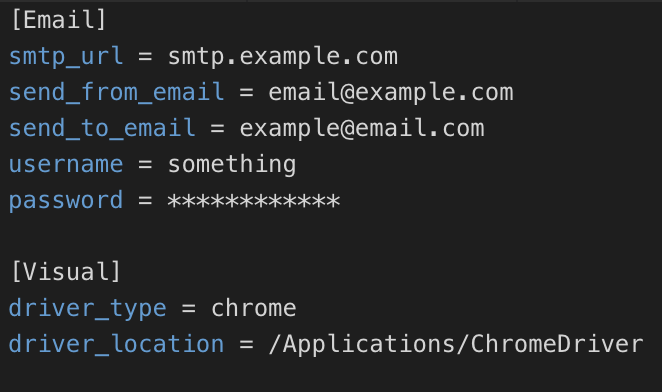 [Email]
smtp_url = smtp.example.com
send_from_email = email@example.com
send_to_email = example@email.com
username = something
password = ************
[Visual]
driver_type = chrome
driver_location = /Applications/ChromeDriver